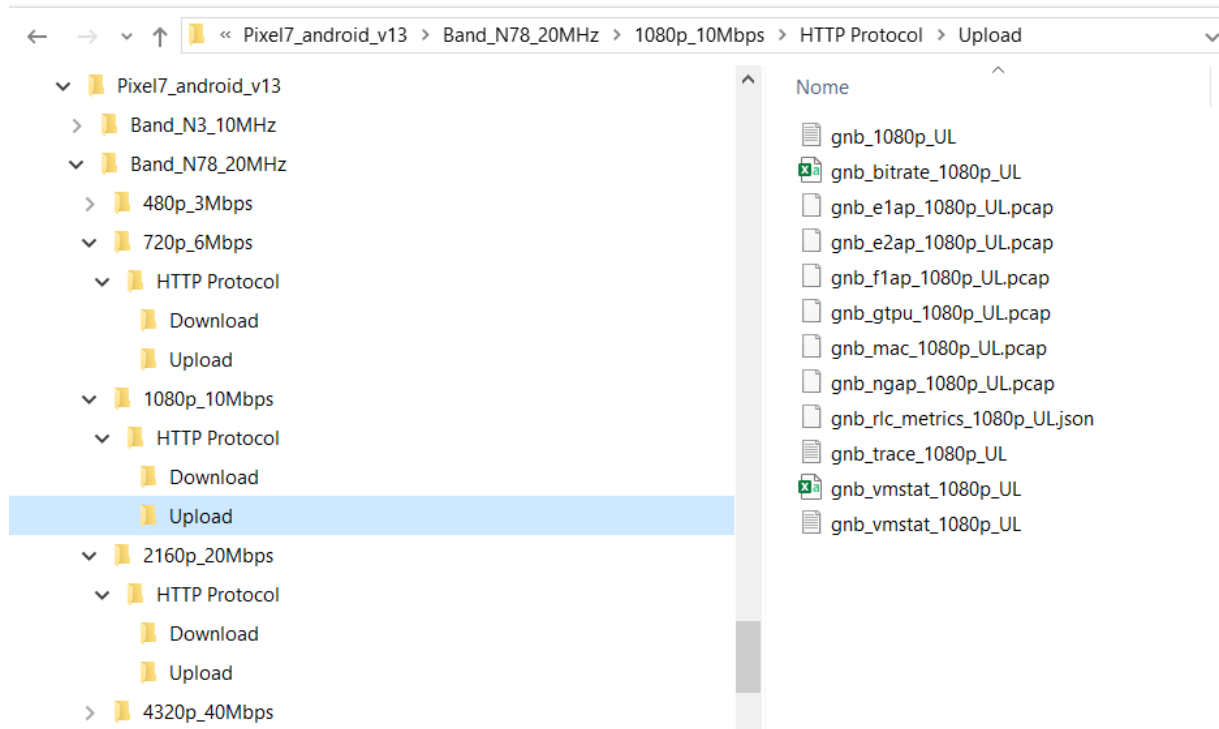 « Pixel7_android_v13 > Band_N78_20MHz > 1080p_10Mbps > HTTP Protocol > Upload
Pixel7_android_v13
Band_N3_10MHz
Band_N78_20MHz
480p_3Mbps
720p_6Mbps
HTTP Protocol
Download
Upload
1080p_10Mbps
HTTP Protocol
Download
Upload
2160p_20Mbps
HTTP Protocol
Download
Upload
4320p_40Mbps
Nome
gnb_1080p_UL
gnb_bitrate_1080p_UL
gnb_e1ap_1080p_UL.pcap
gnb_e2ap_1080p_UL.pcap
gnb_f1ap_1080p_UL.pcap
gnb_gtpu_1080p_UL.pcap
gnb_mac_1080p_UL.pcap
gnb_ngap_1080p_UL.pcap
gnb_rlc_metrics_1080p_UL.json
gnb_trace_1080p_UL
gnb_vmstat_1080p_UL
gnb_vmstat_1080p_UL